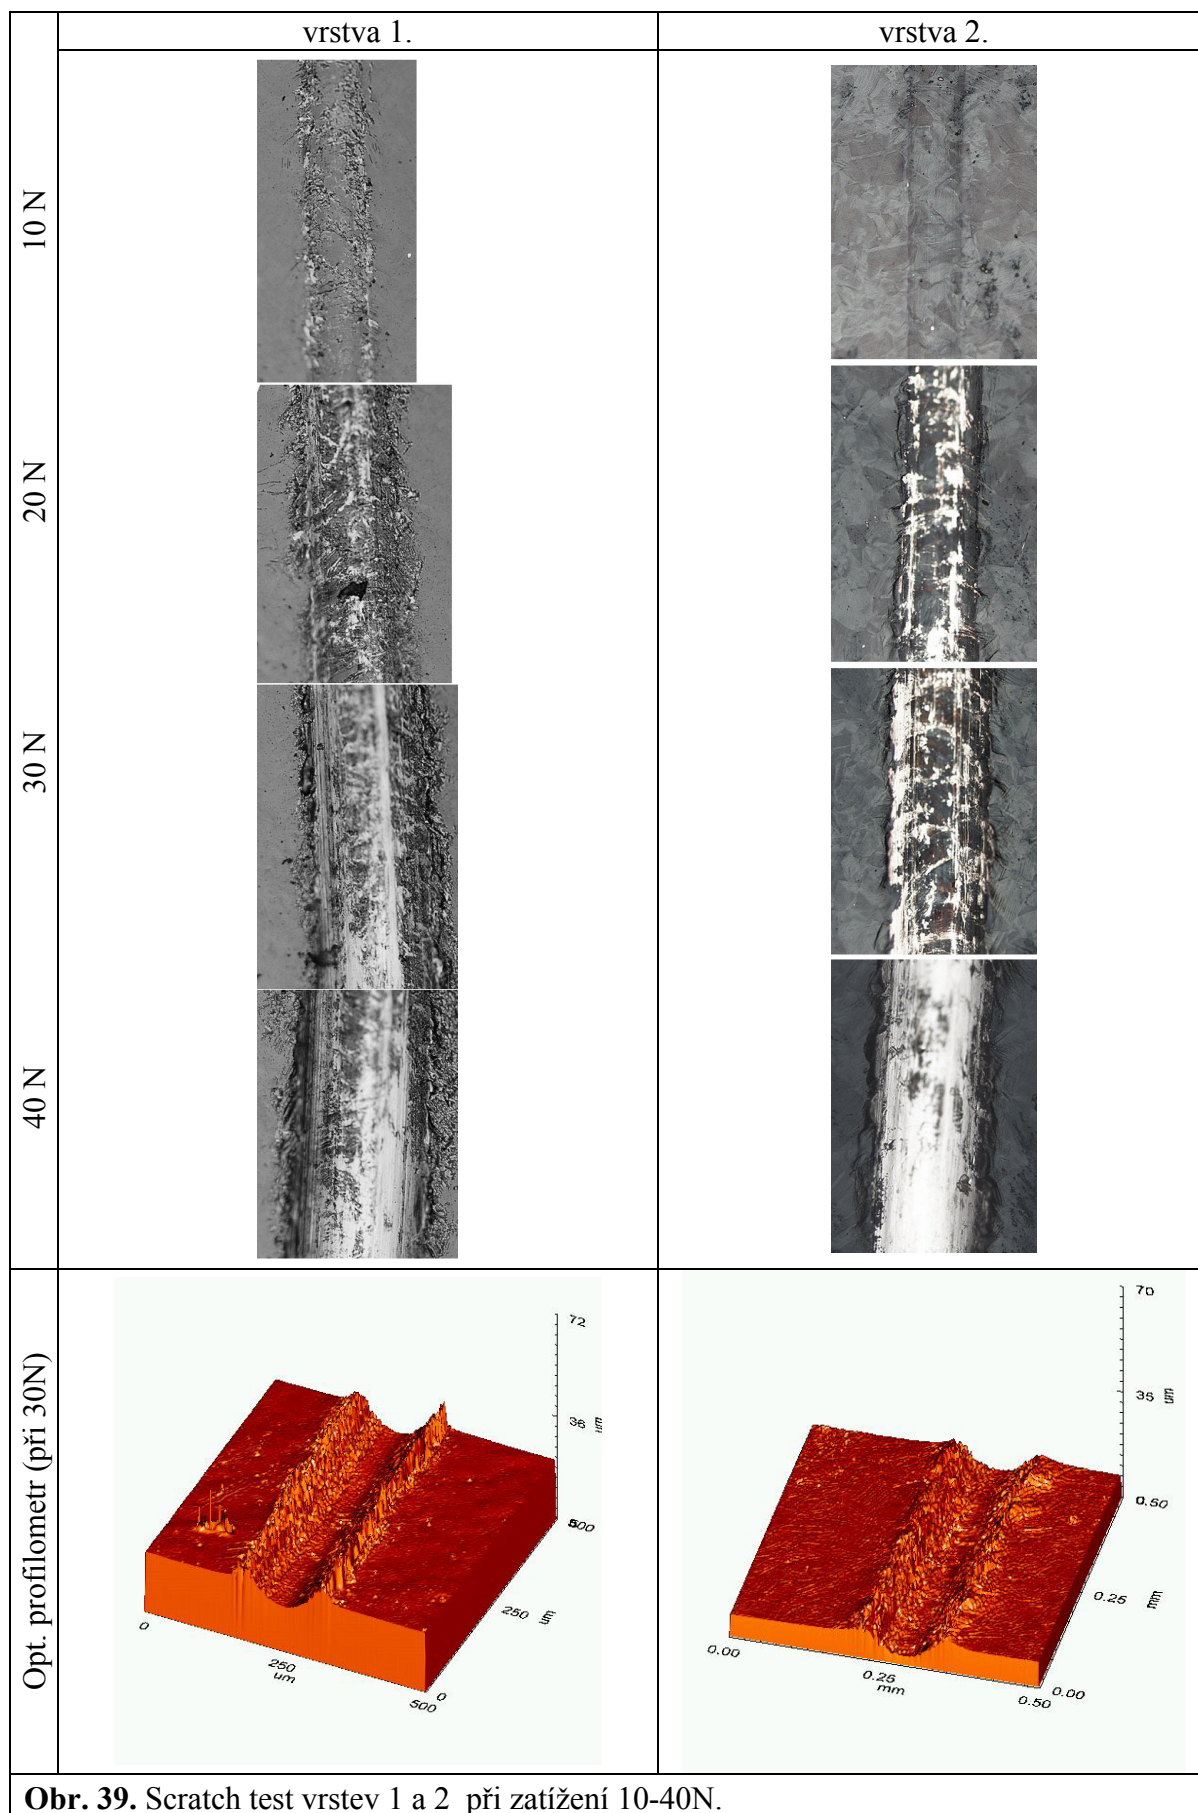 vrstva 1.
vrstva 2.
10 N
20 N
30 N
40 N
Opt. profilometr (při 30N)
72
36
um
500
250
um
0
0
250
um
500
70
35
um
0.50
0.25
mm
0.00
0.00
0.25
mm
0.50
Obr. 39. Scratch test vrstev 1 a 2 při zatížení 10-40N.